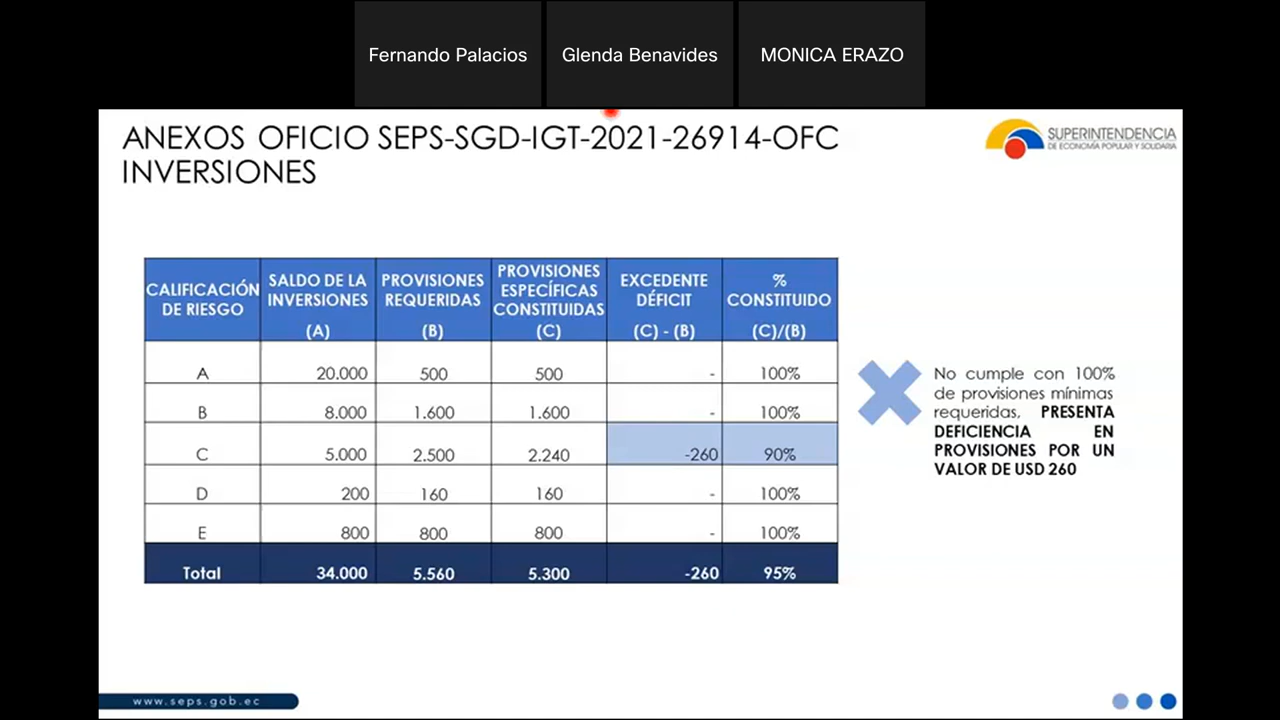 Fernando Palacios
Glenda Benavides
MONICA ERAZO
ANEXOS OFICIO SEPS-SGD-IGT-2021-26914-OFC
INVERSIONES
SUPERINTENDENCIA
DE ECONOMÍA POPULAR Y SOLIDARIA
CALIFICACIÓN DE RIESGO | SALDO DE LA INVERSIONES (A) | PROVISIONES REQUERIDAS (B) | PROVISIONES ESPECÍFICAS CONSTITUIDAS (C) | EXCEDENTE DÉFICIT (C) - (B) | % CONSTITUIDO (C)/(B)
A 20.000 500 500 - 100%
B 8.000 1.600 1.600 - 100%
C 5.000 2.500 2.240 -260 90%
D 200 160 160 - 100%
E 800 800 800 - 100%
Total 34.000 5.560 5.300 -260 95%
No cumple con 100%
de provisiones mínimas
requeridas, PRESENTA
DEFICIENCIA EN
PROVISIONES POR UN
VALOR DE USD 260
www.seps.gob.ec